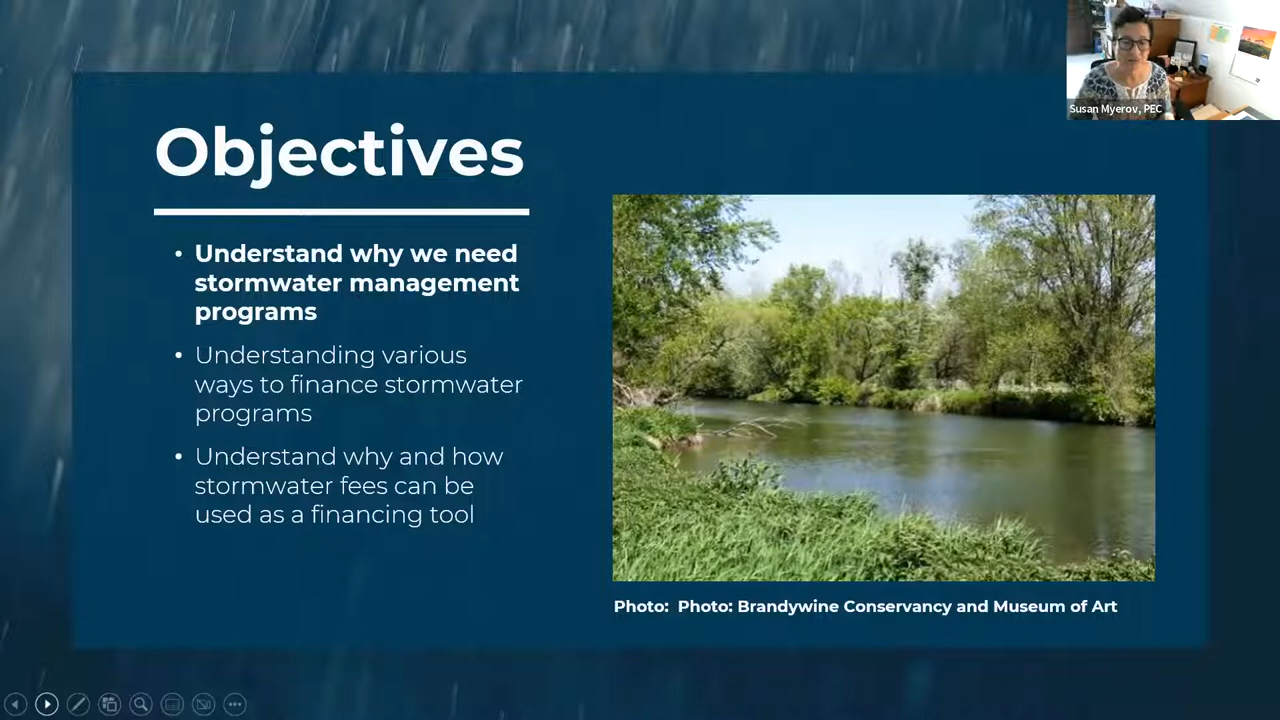 Susan Myerov, PEC
Objectives
• Understand why we need
stormwater management
programs
• Understanding various
ways to finance stormwater
programs
• Understand why and how
stormwater fees can be
used as a financing tool
Photo:  Photo: Brandywine Conservancy and Museum of Art